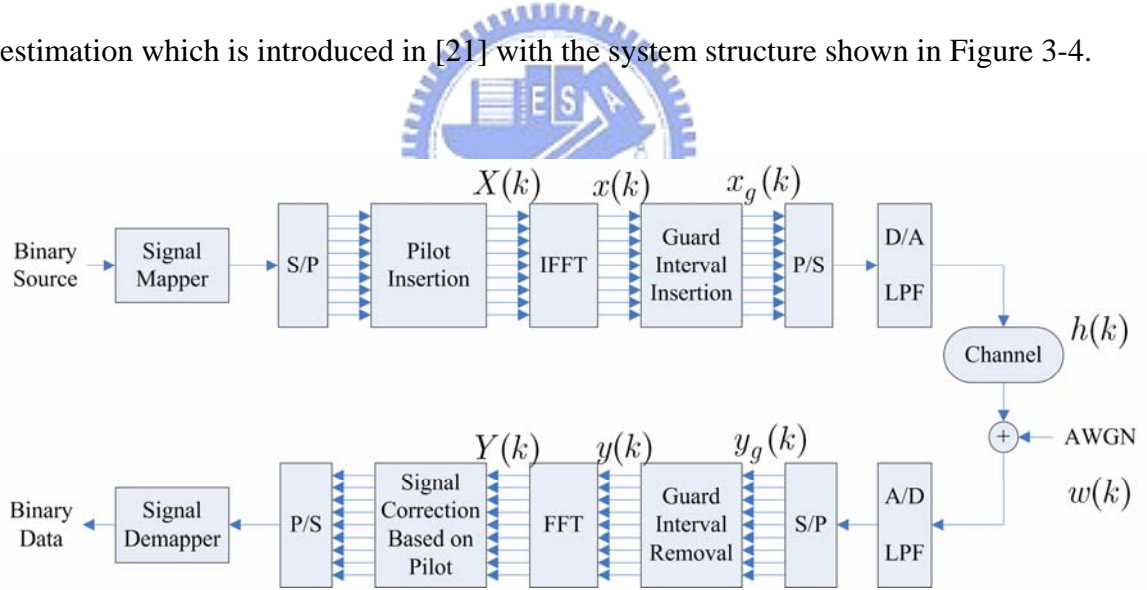 estimation which is introduced in [21] with the system structure shown in Figure 3-4.
E S A
X(k) x(k) x_g(k)
Binary Source
Signal Mapper
S/P
Pilot Insertion
IFFT
Guard Interval Insertion
P/S
D/A LPF
Channel
h(k)
+
AWGN
w(k)
Y(k) y(k) y_g(k)
Binary Data
Signal Demapper
P/S
Signal Correction Based on Pilot
FFT
Guard Interval Removal
S/P
A/D LPF